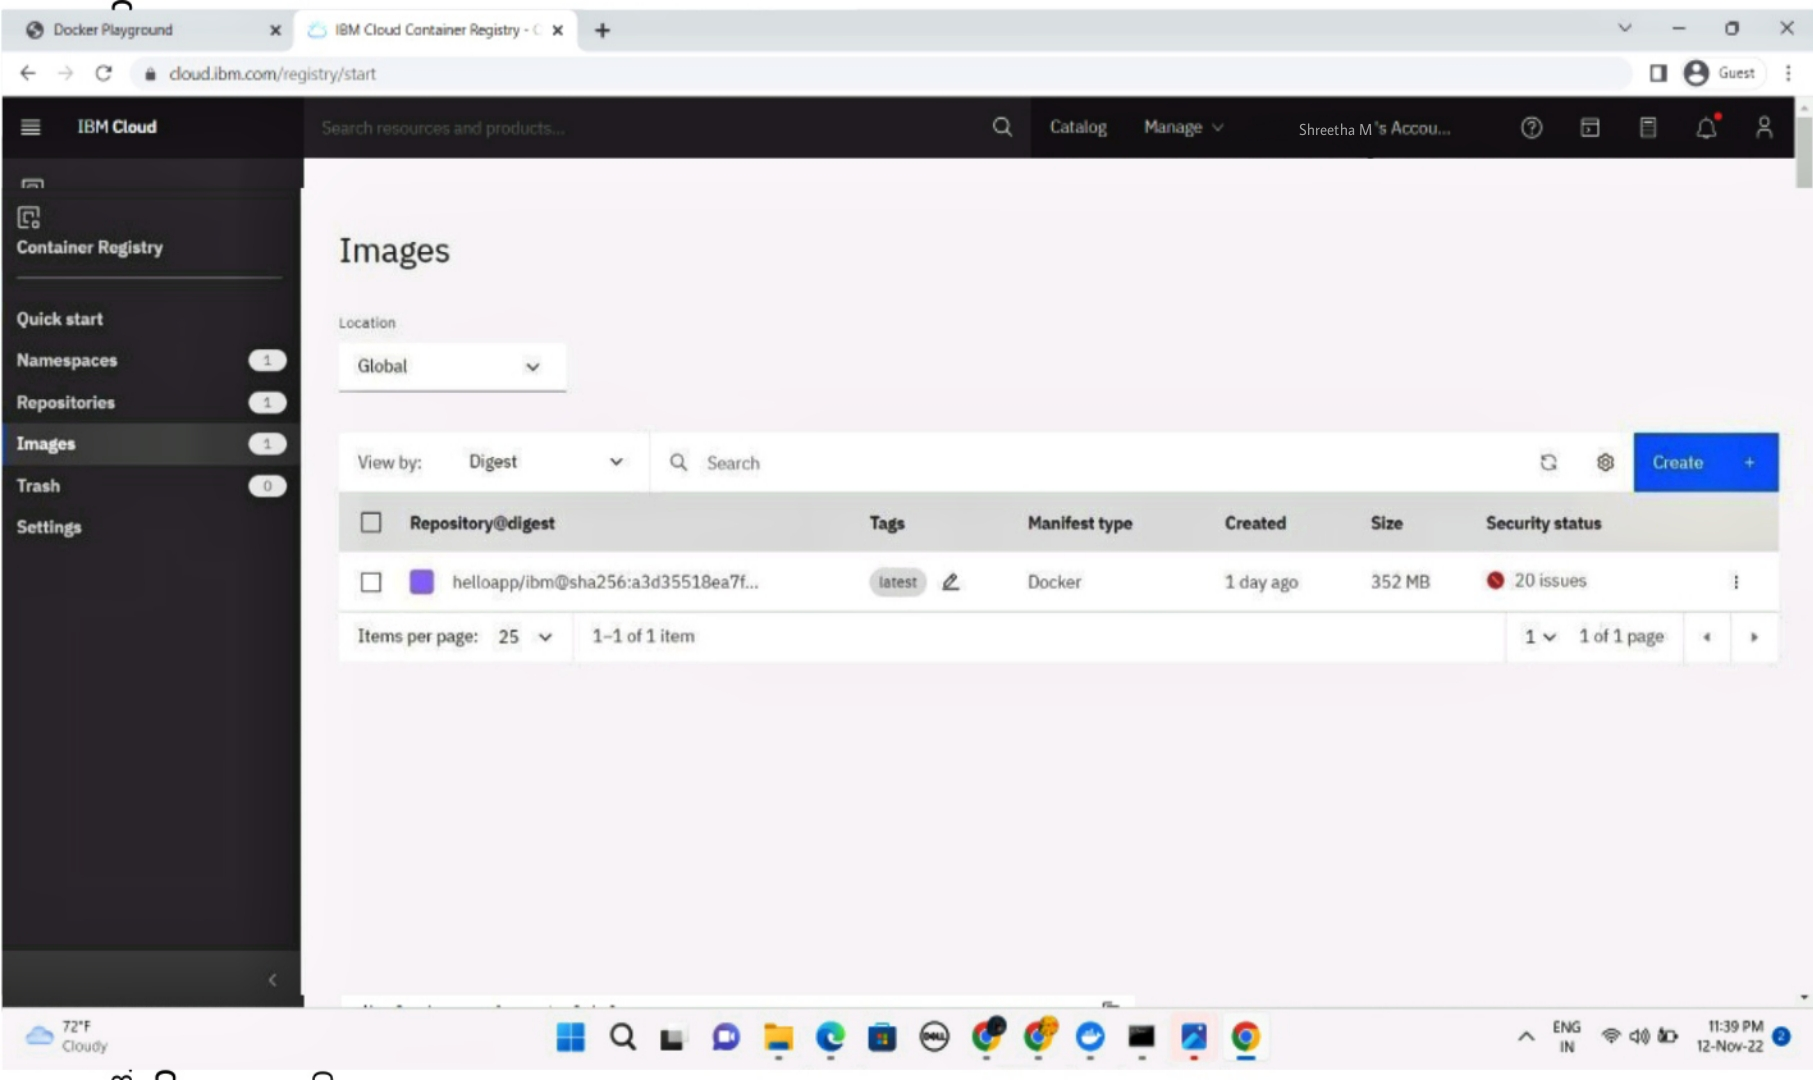 Docker Playground
IBM Cloud Container Registry - C
cloud.ibm.com/registry/start
Guest
IBM Cloud
Search resources and products...
Catalog
Manage
Shreetha M's Accou...
Container Registry
Quick start
Namespaces 1
Repositories 1
Images 1
Trash 0
Settings
Images
Location
Global
View by: Digest
Search
Create +
Repository@digest Tags Manifest type Created Size Security status
helloapp/ibm@sha256:a3d35518ea7f... latest Docker 1 day ago 352 MB 20 issues
Items per page: 25 1–1 of 1 item 1 1 of 1 page
72°F
Cloudy
DELL
ENG
IN
11:39 PM
12-Nov-22
2